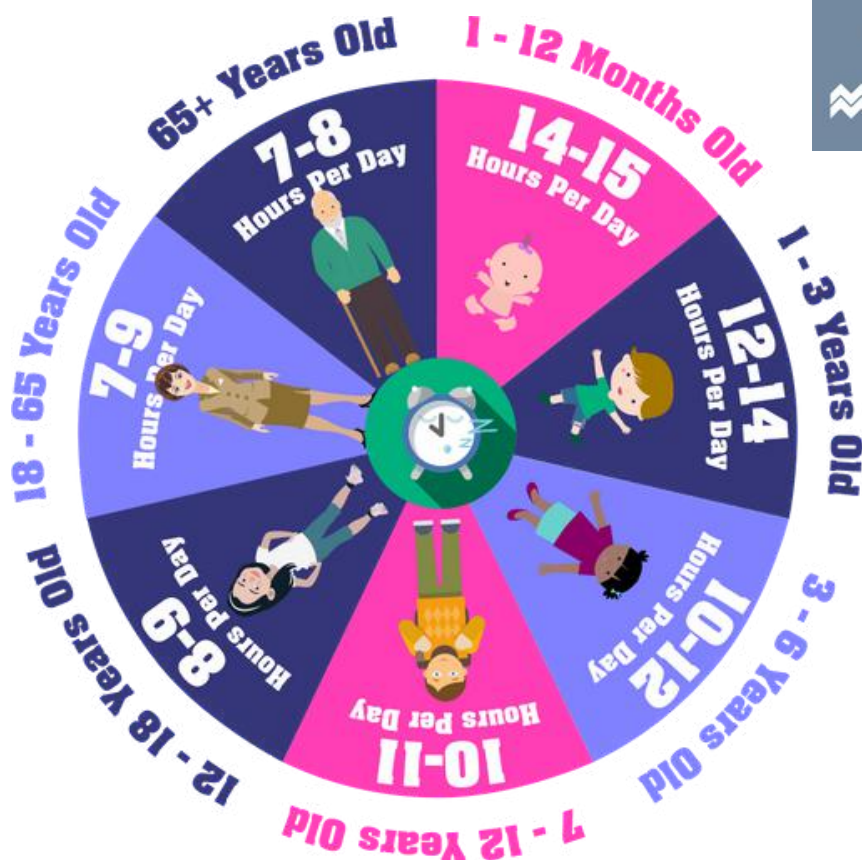 1 - 12 Months Old
14-15
Hours Per Day
1 - 3 Years Old
12-14
Hours Per Day
3 - 6 Years Old
10-12
Hours Per Day
7 - 12 Years Old
10-11
Hours Per Day
12 - 18 Years Old
8-9
Hours Per Day
18 - 65 Years Old
7-9
Hours Per Day
65+ Years Old
7-8
Hours Per Day
ZZZ